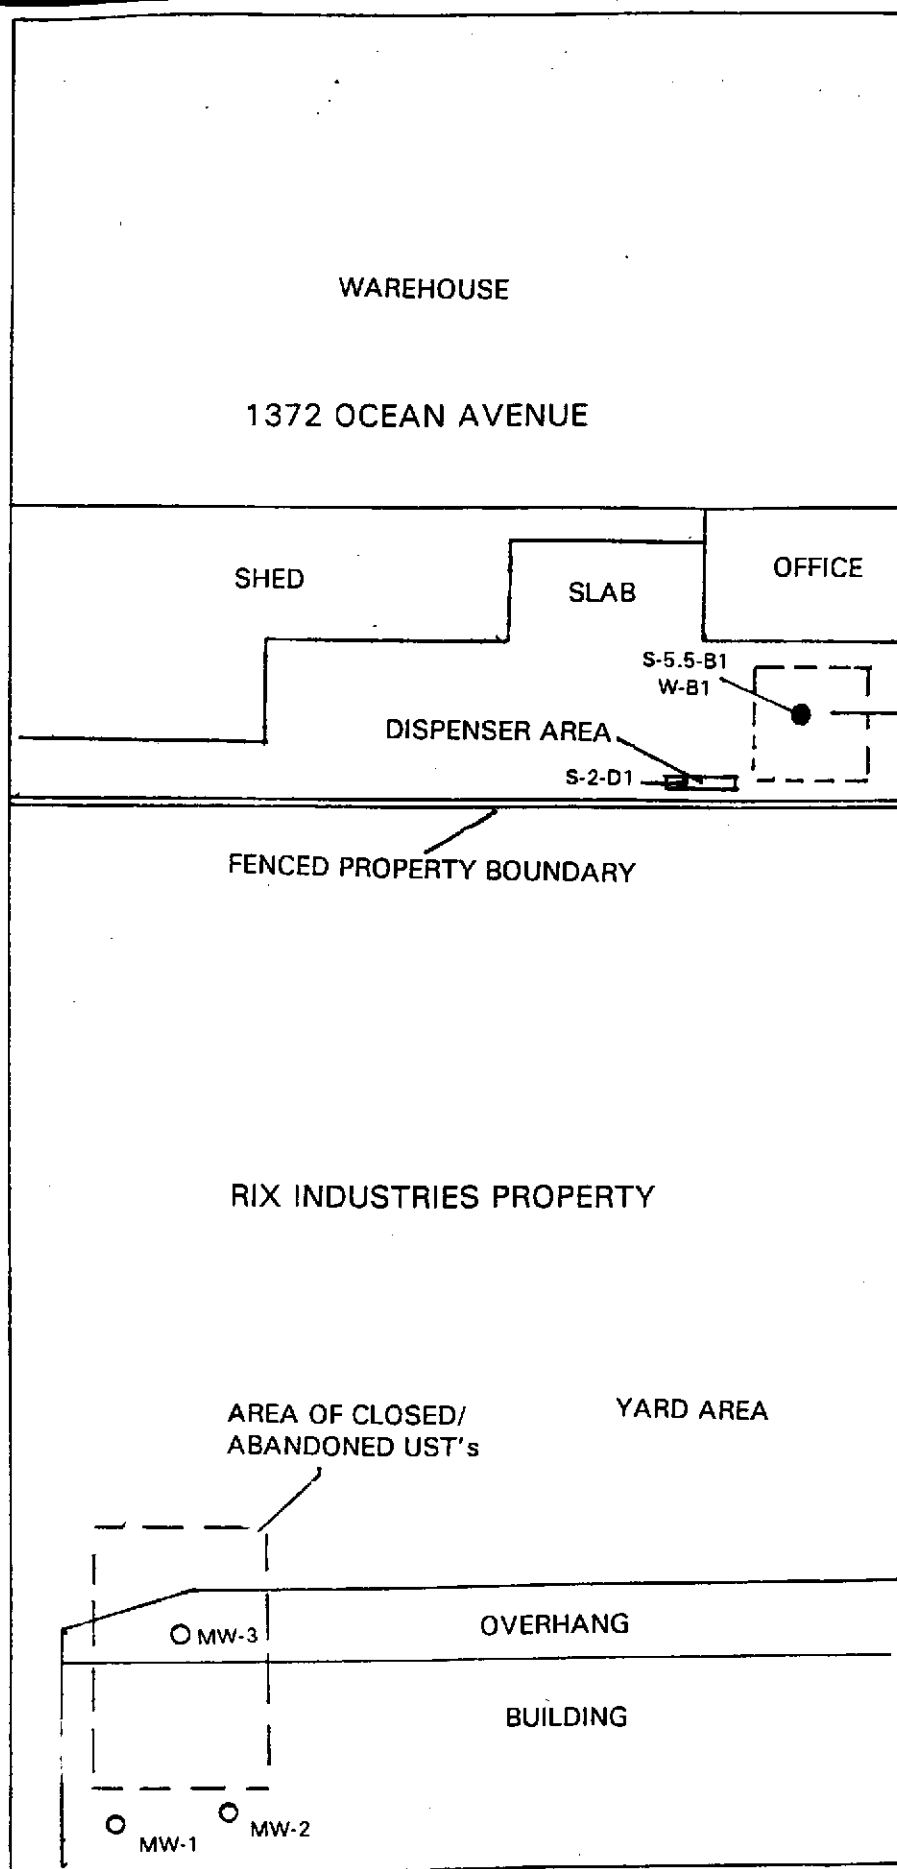 WAREHOUSE
1372 OCEAN AVENUE
SHED
SLAB
OFFICE
S-5.5-B1
W-B1
DISPENSER AREA
S-2-D1
FENCED PROPERTY BOUNDARY
RIX INDUSTRIES PROPERTY
AREA OF CLOSED/
ABANDONED UST's
YARD AREA
MW-3
OVERHANG
BUILDING
MW-1
MW-2